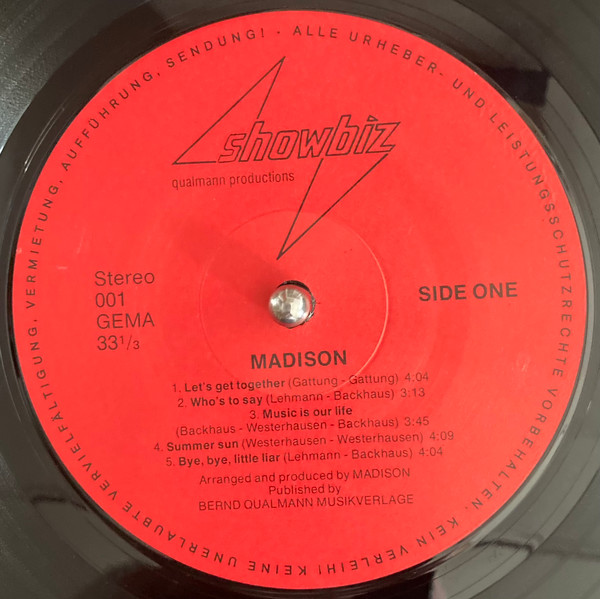 ALLE URHEBER- UND LEISTUNGSSCHUTZRECHTE VORBEHALTEN. KEIN VERLEIH! KEINE UNERLAUBTE VERVIELFÄLTIGUNG, VERMIETUNG, AUFFÜHRUNG, SENDUNG! -
showbiz
qualmann productions
Stereo
001
GEMA
33 1/3
SIDE ONE
MADISON
1. Let's get together (Gattung - Gattung) 4:04
2. Who's to say (Lehmann - Backhaus) 3:13
3. Music is our life
(Backhaus - Westerhausen - Backhaus) 3:45
4. Summer sun (Westerhausen - Westerhausen) 4:09
5. Bye, bye, little liar (Lehmann - Backhaus) 4:04
Arranged and produced by MADISON
Published by
BERND QUALMANN MUSIKVERLAGE